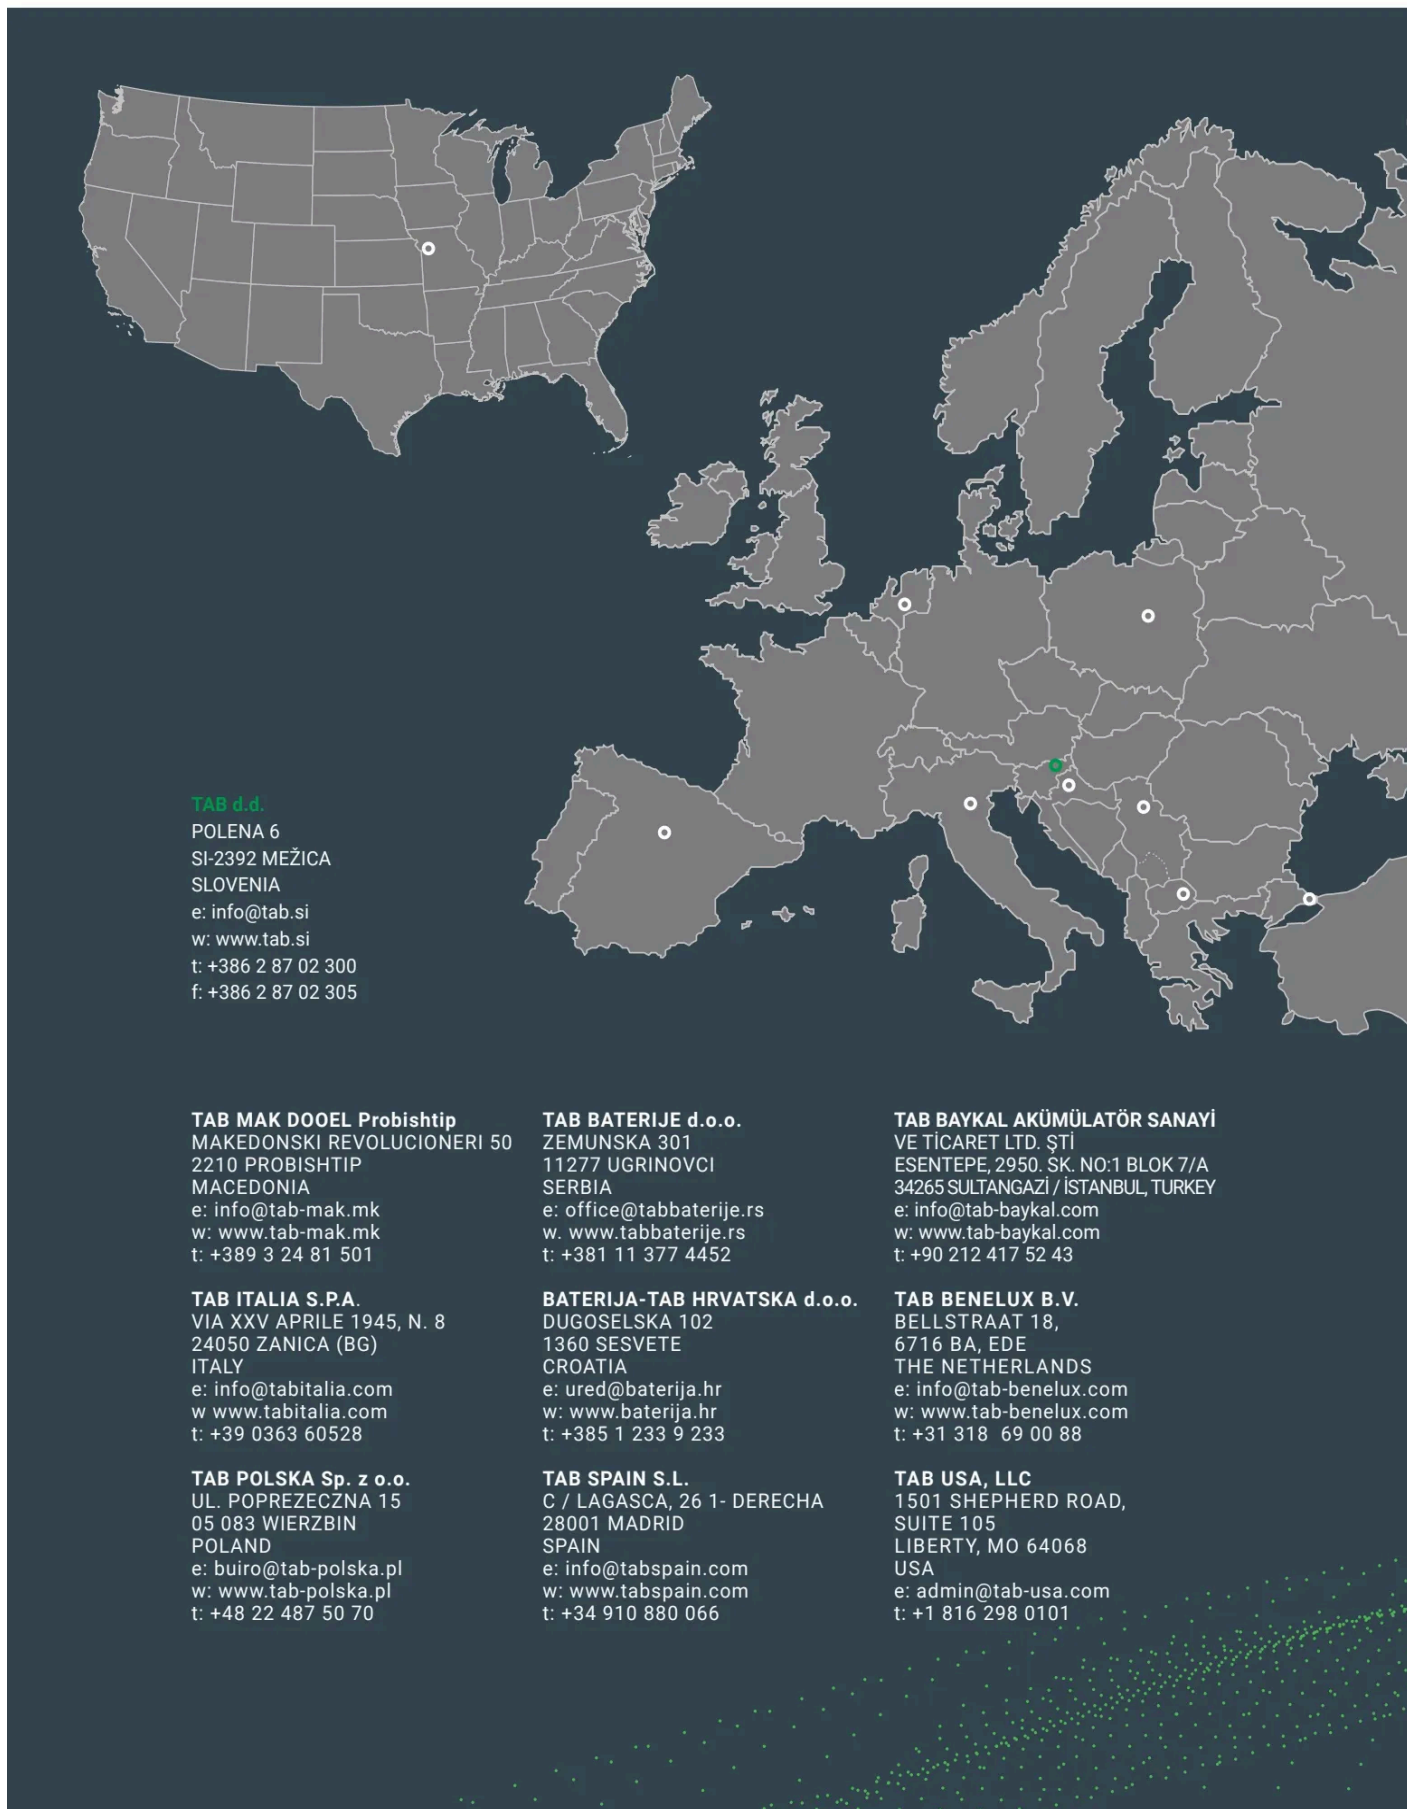 TAB d.d.
POLENA 6
SI-2392 MEŽICA
SLOVENIA
e: info@tab.si
w: www.tab.si
t: +386 2 87 02 300
f: +386 2 87 02 305
TAB MAK DOOEL Probishtip
MAKEDONSKI REVOLUCIONERI 50
2210 PROBISHTIP
MACEDONIA
e: info@tab-mak.mk
w: www.tab-mak.mk
t: +389 3 24 81 501
TAB BATERIJE d.o.o.
ZEMUNSKA 301
11277 UGRINOVCI
SERBIA
e: office@tabbaterije.rs
w. www.tabbaterije.rs
t: +381 11 377 4452
TAB BAYKAL AKÜMÜLATÖR SANAYİ
VE TİCARET LTD. ŞTİ
ESENTEPE, 2950. SK. NO:1 BLOK 7/A
34265 SULTANGAZİ / İSTANBUL, TURKEY
e: info@tab-baykal.com
w: www.tab-baykal.com
t: +90 212 417 52 43
TAB ITALIA S.P.A.
VIA XXV APRILE 1945, N. 8
24050 ZANICA (BG)
ITALY
e: info@tabitalia.com
w www.tabitalia.com
t: +39 0363 60528
BATERIJA-TAB HRVATSKA d.o.o.
DUGOSELSKA 102
1360 SESVETE
CROATIA
e: ured@baterija.hr
w: www.baterija.hr
t: +385 1 233 9 233
TAB BENELUX B.V.
BELLSTRAAT 18,
6716 BA, EDE
THE NETHERLANDS
e: info@tab-benelux.com
w: www.tab-benelux.com
t: +31 318  69 00 88
TAB POLSKA Sp. z o.o.
UL. POPRZECZNA 15
05 083 WIERZBIN
POLAND
e: buiro@tab-polska.pl
w: www.tab-polska.pl
t: +48 22 487 50 70
TAB SPAIN S.L.
C / LAGASCA, 26 1- DERECHA
28001 MADRID
SPAIN
e: info@tabspain.com
w: www.tabspain.com
t: +34 910 880 066
TAB USA, LLC
1501 SHEPHERD ROAD,
SUITE 105
LIBERTY, MO 64068
USA
e: admin@tab-usa.com
t: +1 816 298 0101